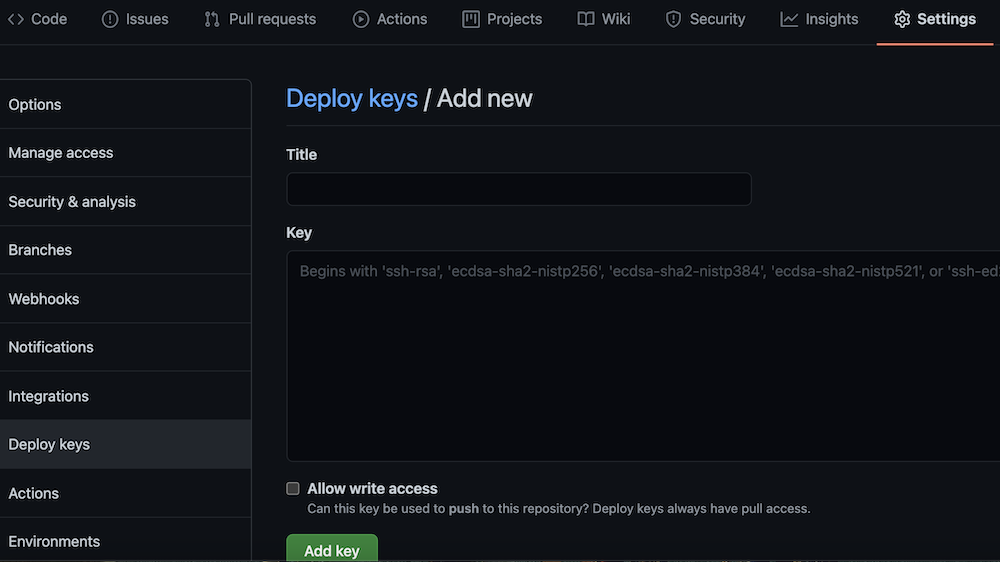 Code Issues Pull requests Actions Projects Wiki Security Insights Settings
Options
Manage access
Security & analysis
Branches
Webhooks
Notifications
Integrations
Deploy keys
Actions
Environments
Deploy keys / Add new
Title
Key
Begins with 'ssh-rsa', 'ecdsa-sha2-nistp256', 'ecdsa-sha2-nistp384', 'ecdsa-sha2-nistp521', or 'ssh-ed
Allow write access
Can this key be used to push to this repository? Deploy keys always have pull access.
Add key